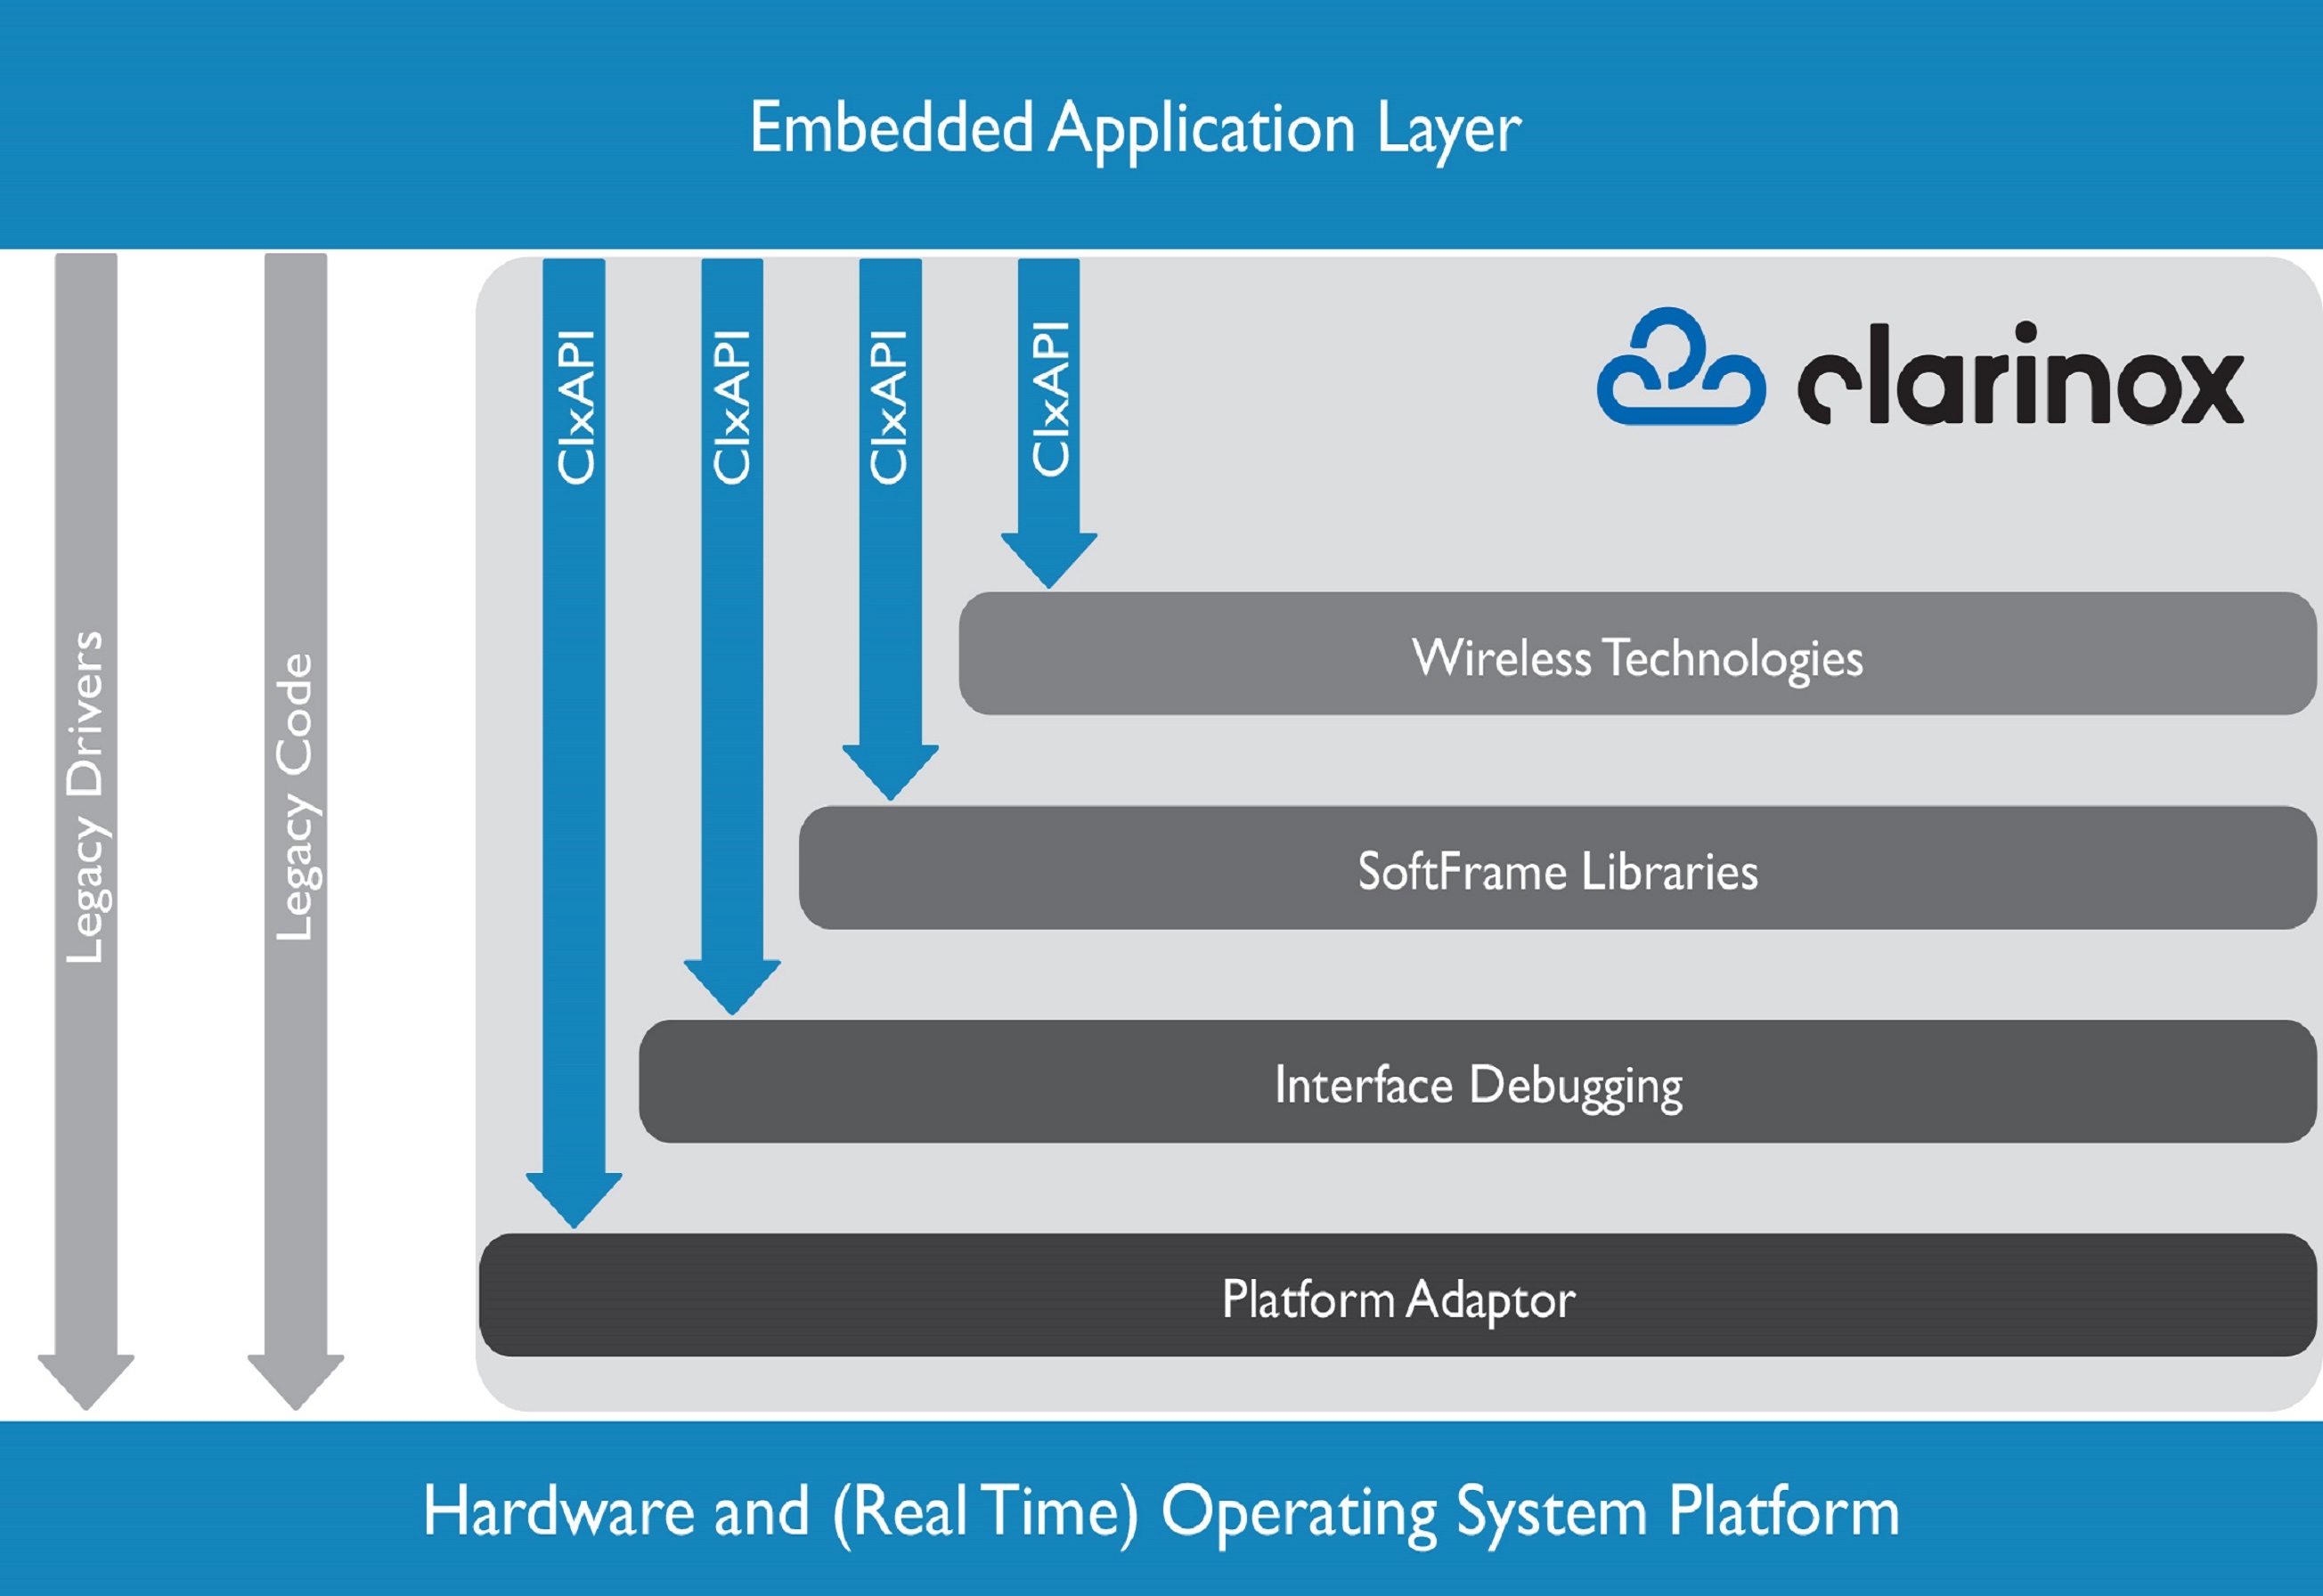 Embedded Application Layer
Legacy Drivers
Legacy Code
ClxAPI
ClxAPI
ClxAPI
ClxAPI
clarinox
Wireless Technologies
SoftFrame Libraries
Interface Debugging
Platform Adaptor
Hardware and (Real Time) Operating System Platform